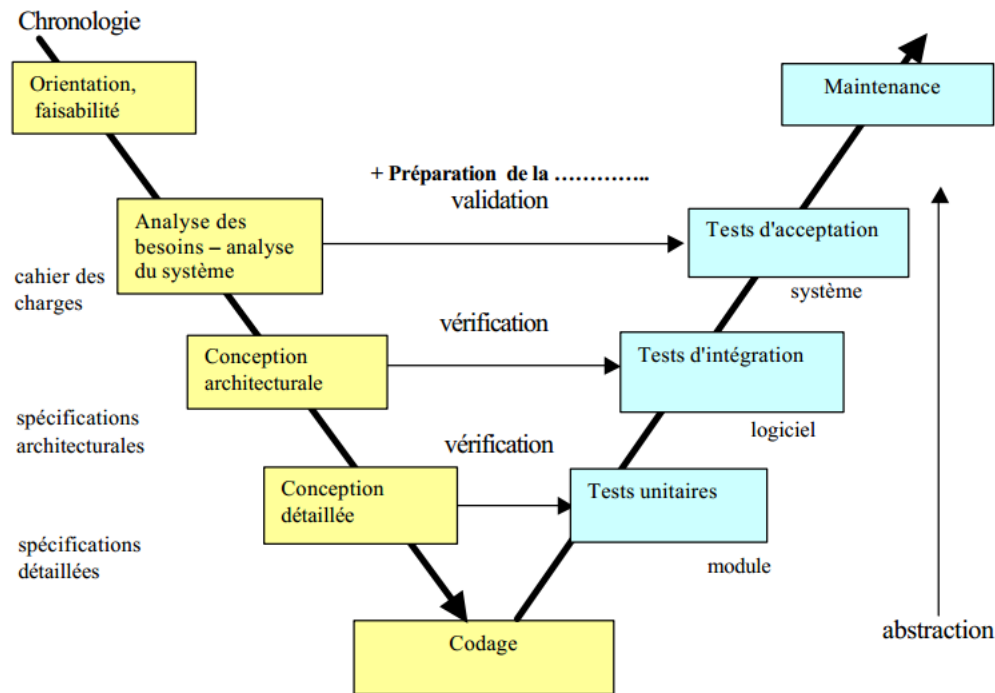 Chronologie
Orientation,
faisabilité
Maintenance
+ Préparation de la …………..
validation
Analyse des
besoins – analyse
du système
Tests d'acceptation
cahier des
charges
système
vérification
Conception
architecturale
Tests d'intégration
spécifications
architecturales
logiciel
vérification
Conception
détaillée
Tests unitaires
spécifications
détaillées
module
abstraction
Codage